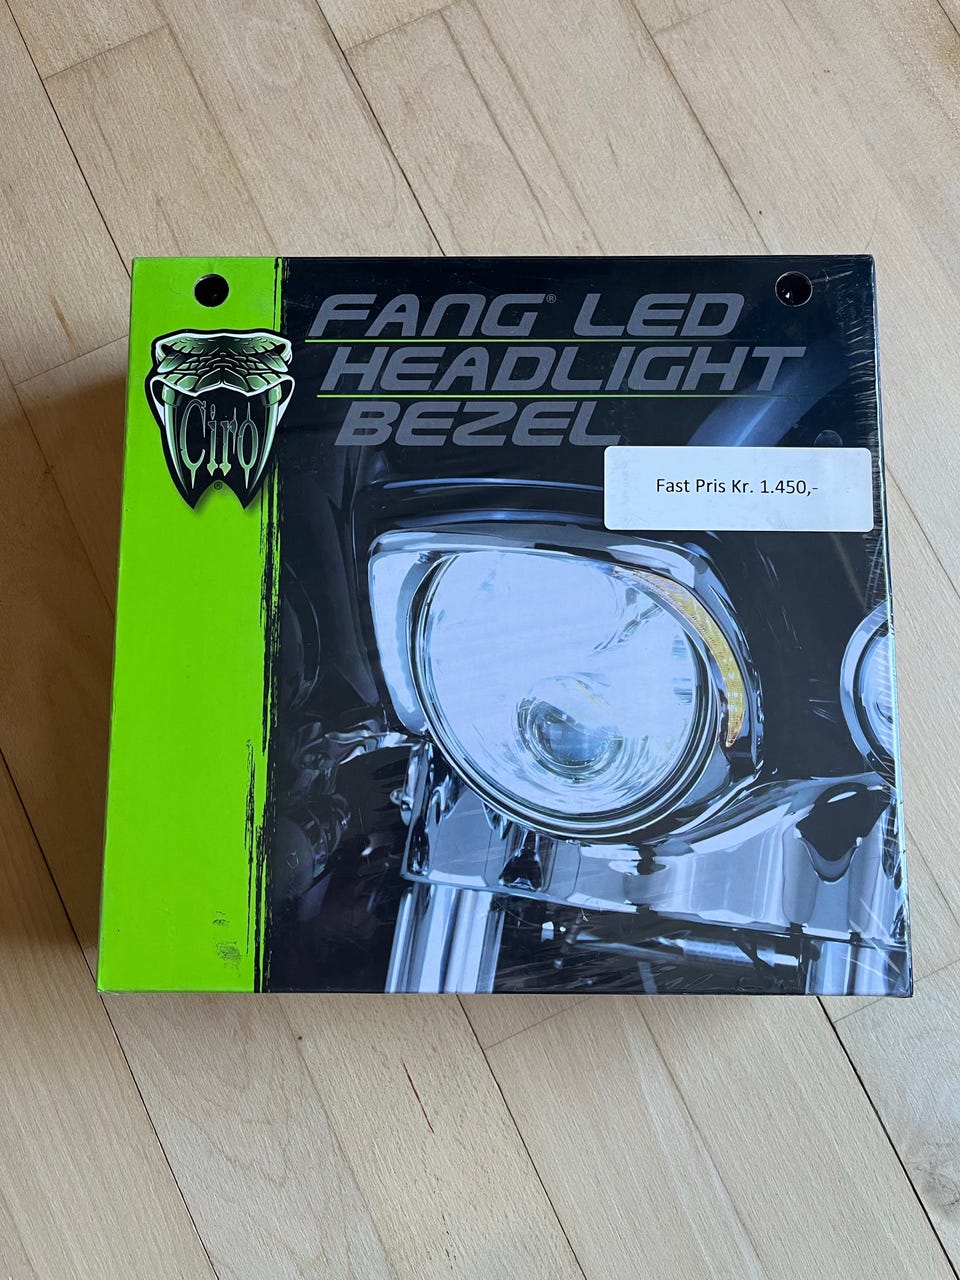 FANG® LED
HEADLIGHT
BEZEL
Ciro®
Fast Pris Kr. 1.450,-